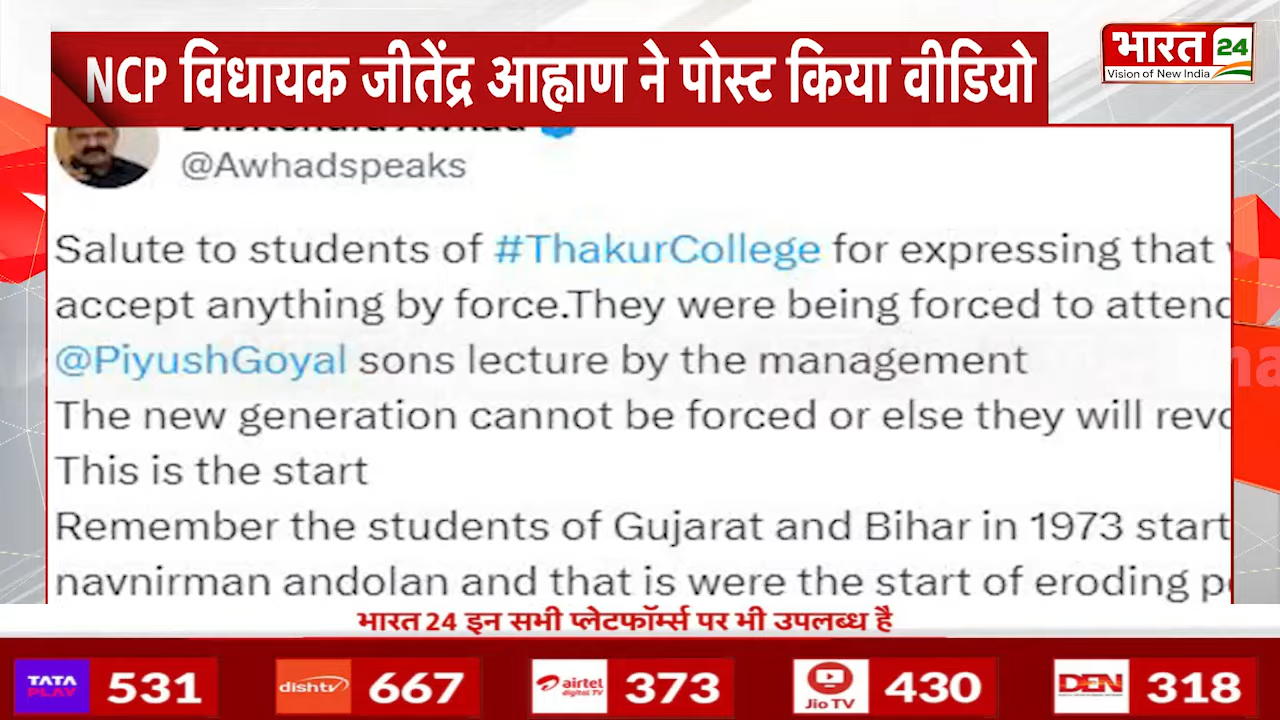 NCP विधायक जीतेंद्र आह्वाण ने पोस्ट किया वीडियो
भारत 24
Vision of New India
@Awhadspeaks
Salute to students of #ThakurCollege for expressing that
accept anything by force.They were being forced to attend
@PiyushGoyal sons lecture by the management
The new generation cannot be forced or else they will
This is the start
Remember the students of Gujarat and Bihar in 1973 start
navnirman andolan and that is were the start of eroding
भारत 24 इन सभी प्लेटफॉर्म्स पर भी उपलब्ध है
TATA PLAY 531
dishtv 667
airtel digital TV 373
JioTV 430
DEN 318